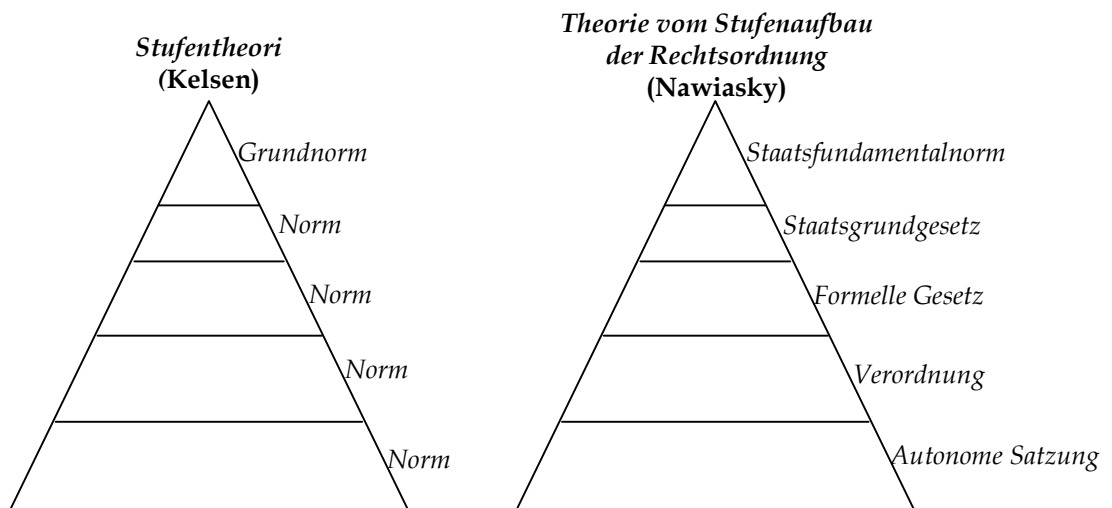 Stufentheori
(Kelsen)
Grundnorm
Norm
Norm
Norm
Norm
Theorie vom Stufenaufbau
der Rechtsordnung
(Nawiasky)
Staatsfundamentalnorm
Staatsgrundgesetz
Formelle Gesetz
Verordnung
Autonome Satzung